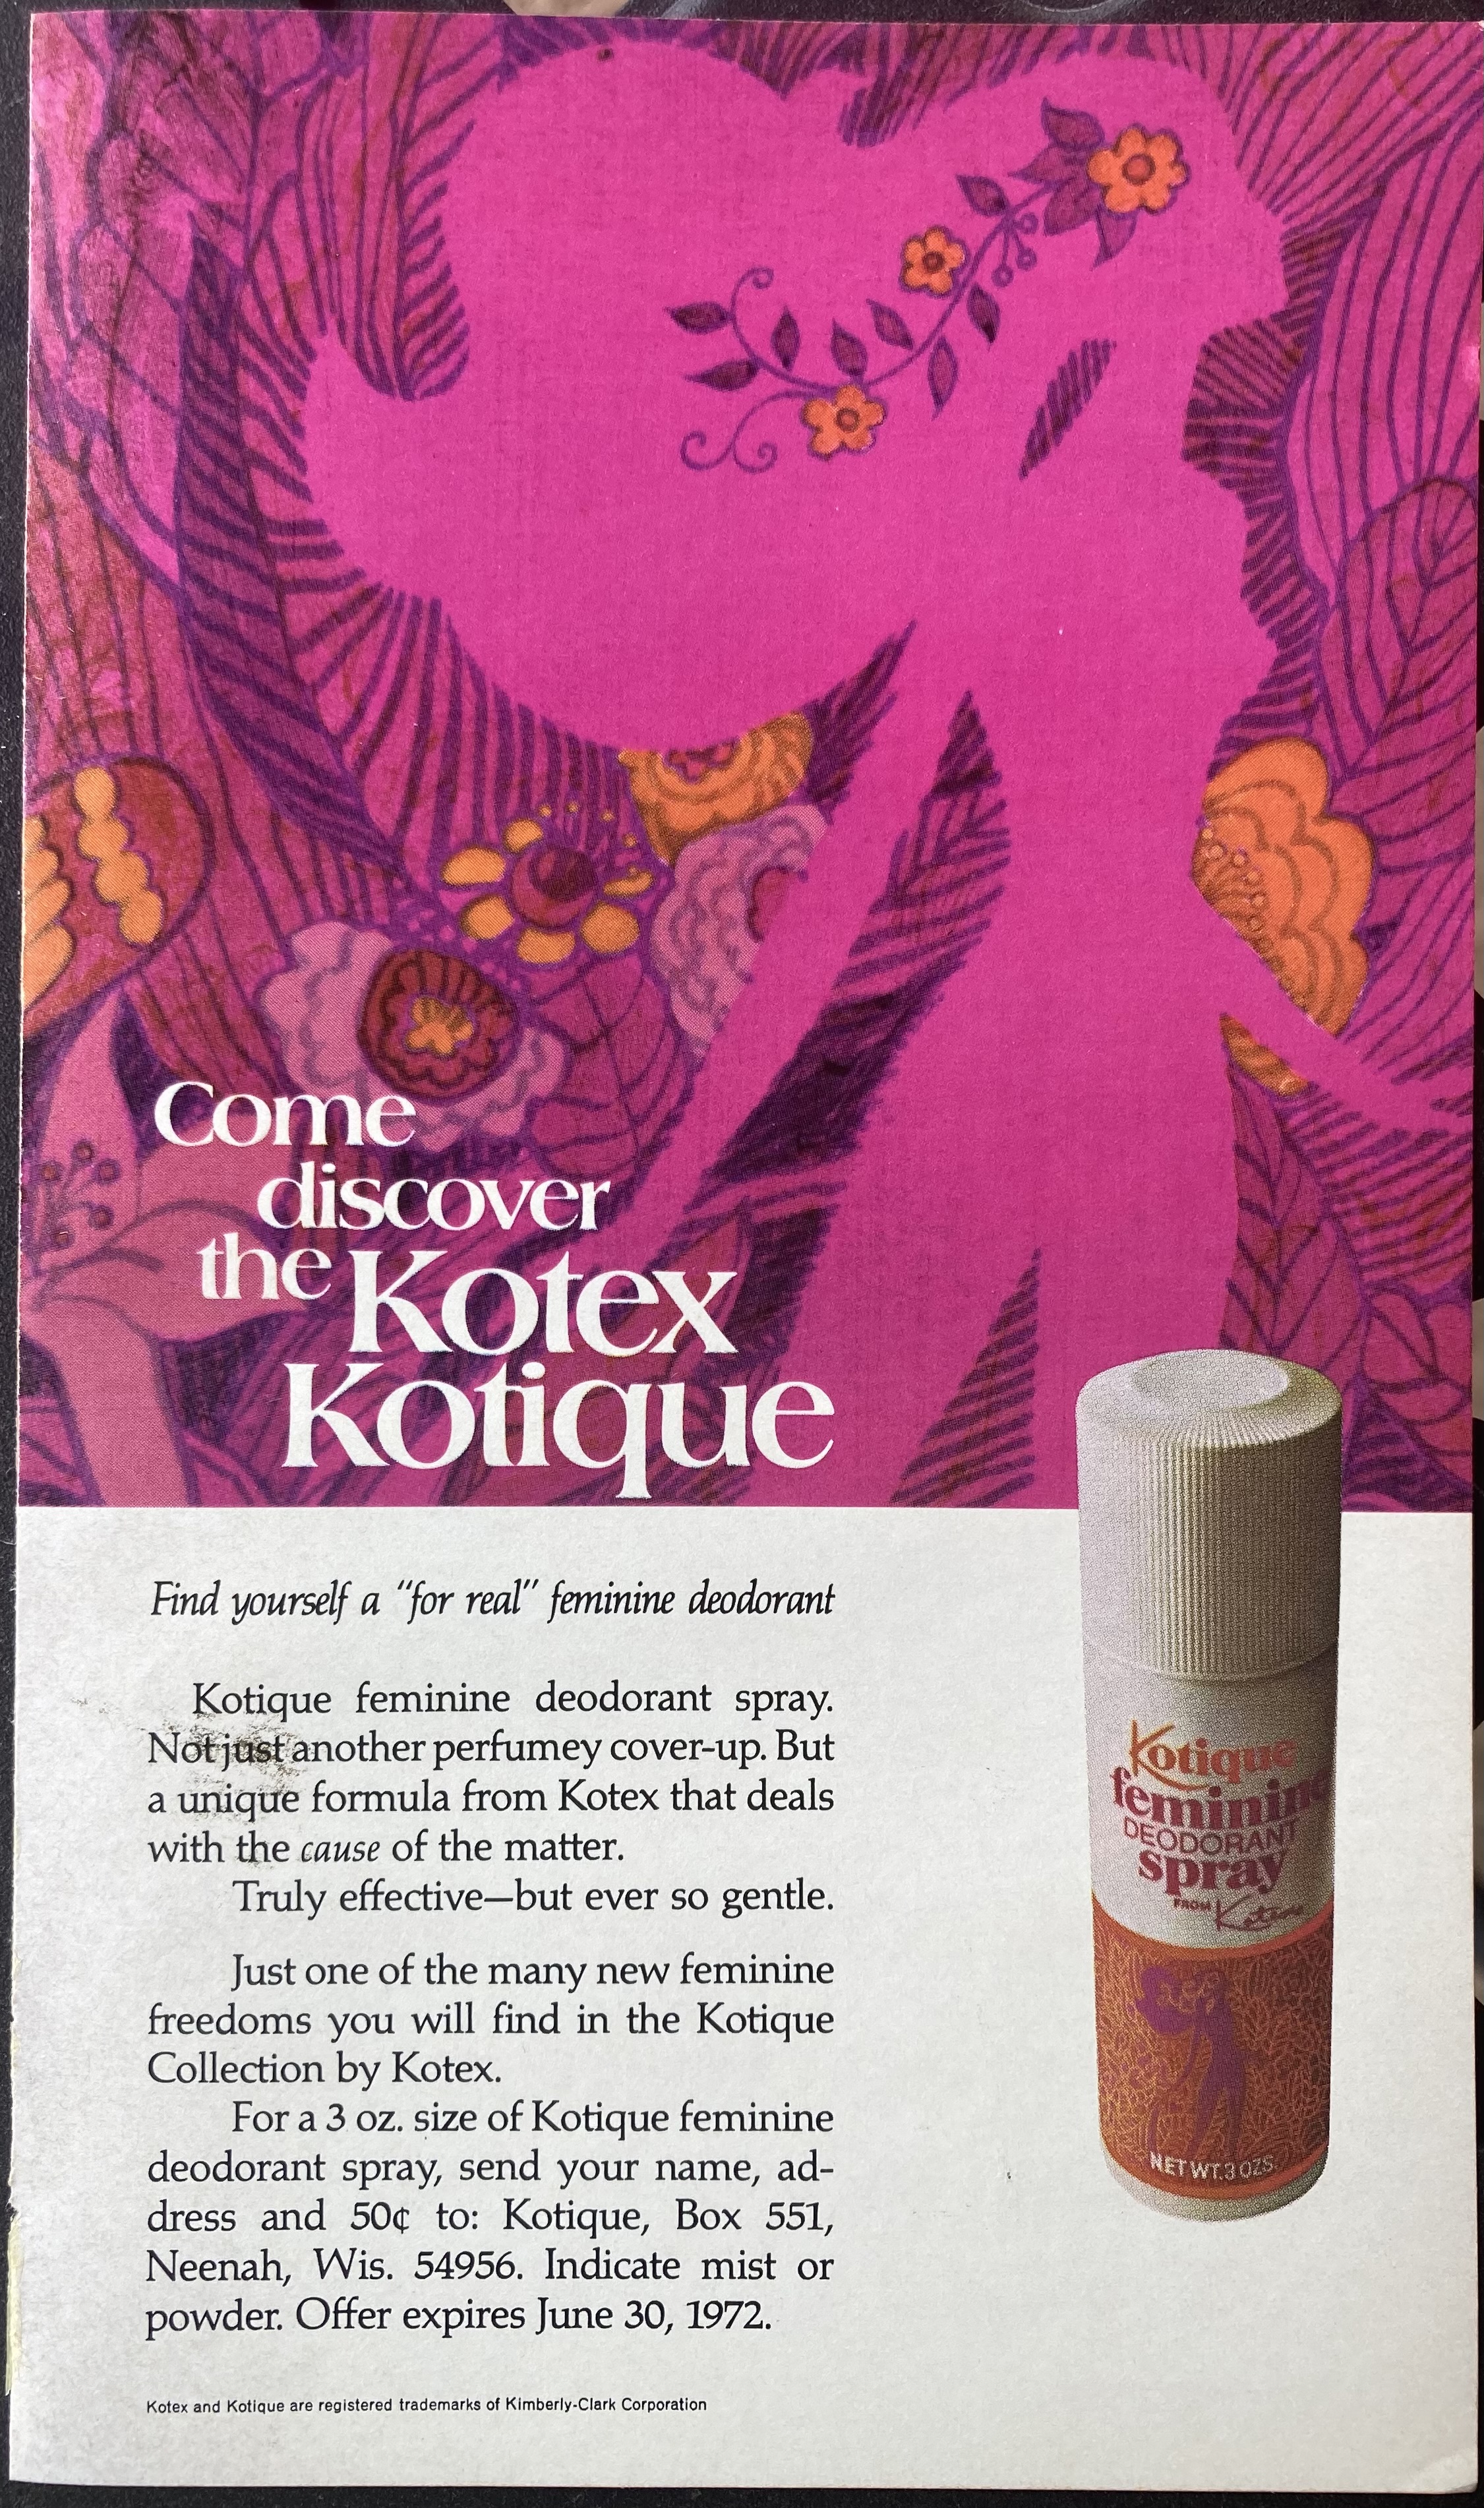 Come
discover
the Kotex
Kotique
Find yourself a “for real” feminine deodorant
Kotique feminine deodorant spray.
Not just another perfumey cover-up. But
a unique formula from Kotex that deals
with the cause of the matter.
Truly effective—but ever so gentle.
Just one of the many new feminine
freedoms you will find in the Kotique
Collection by Kotex.
For a 3 oz. size of Kotique feminine
deodorant spray, send your name, ad-
dress and 50¢ to: Kotique, Box 551,
Neenah, Wis. 54956. Indicate mist or
powder. Offer expires June 30, 1972.
Kotex and Kotique are registered trademarks of Kimberly-Clark Corporation
Kotique
feminine
DEODORANT
spray
FROM Kotex
NET WT. 3 OZS.